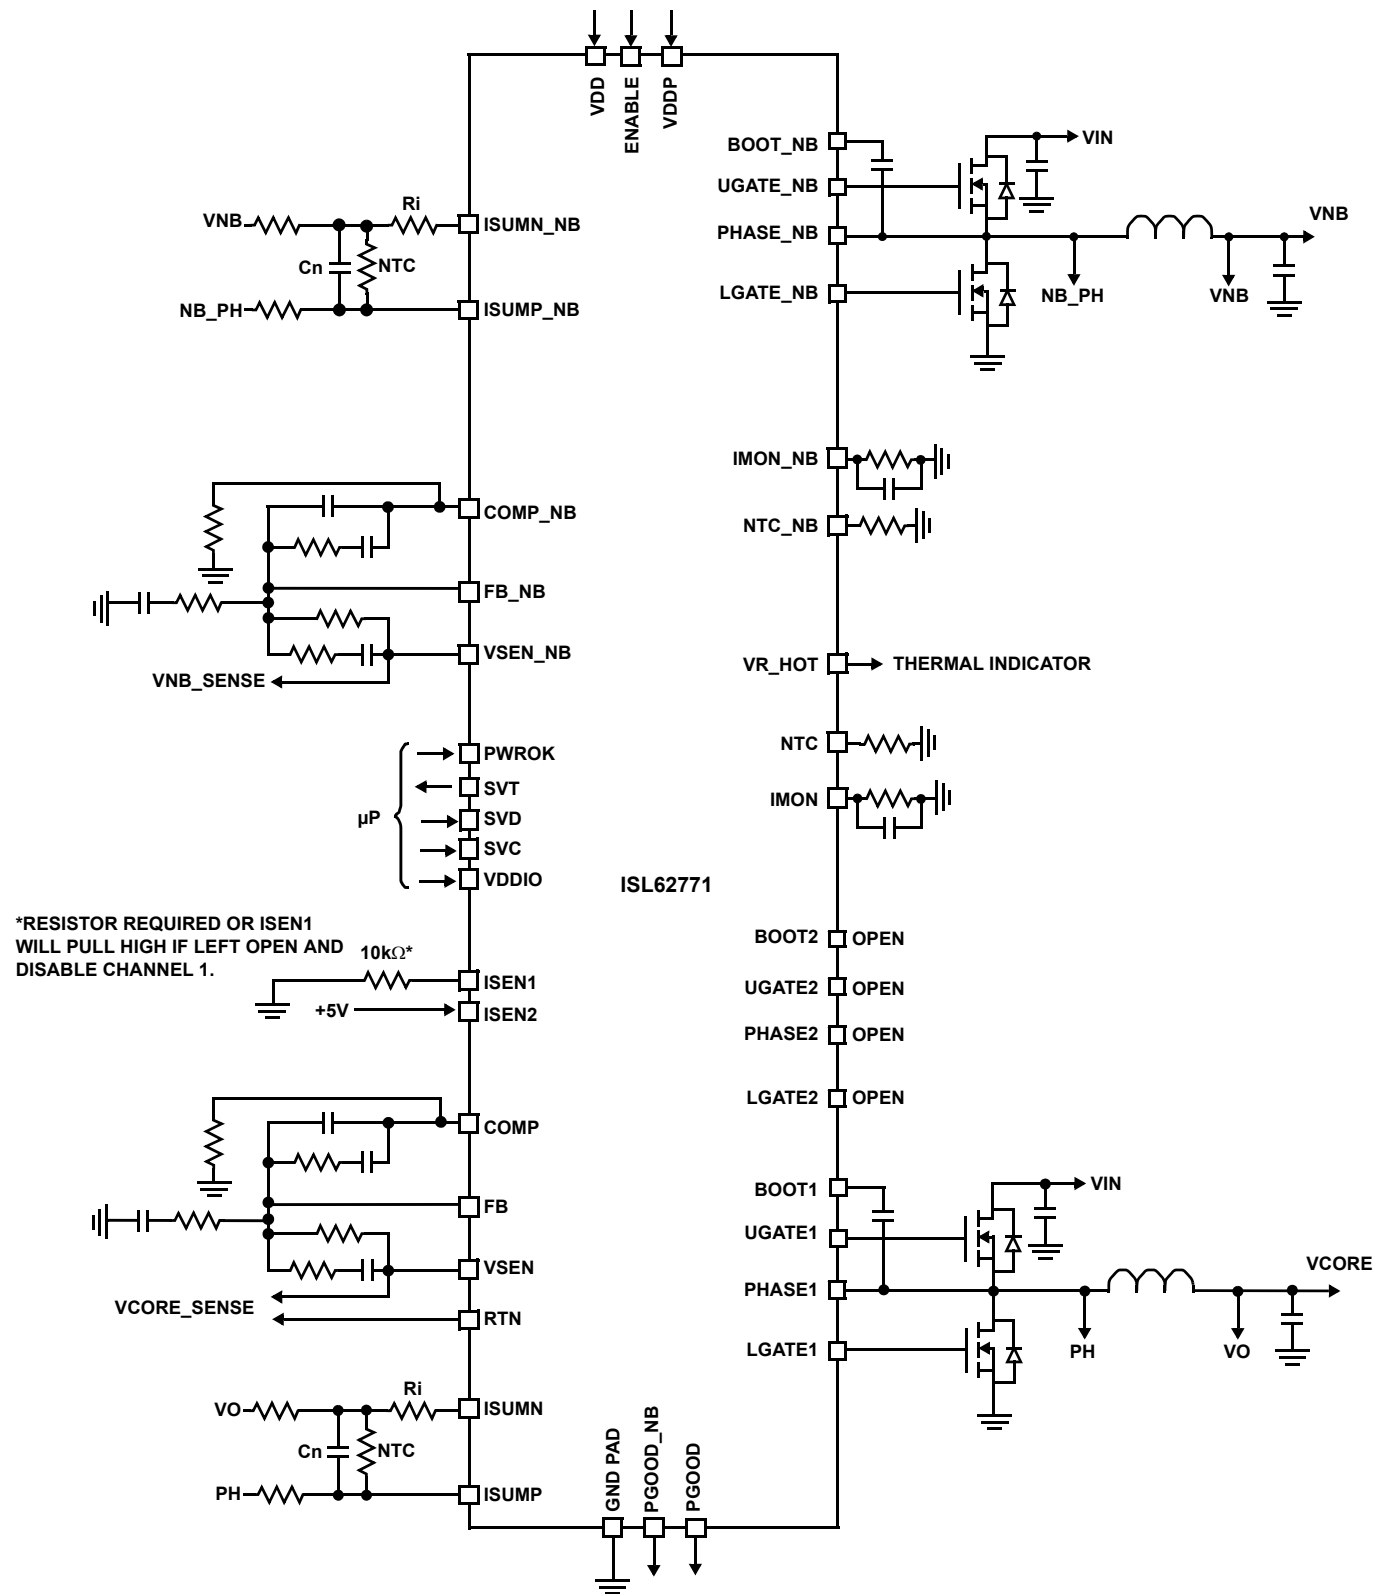 VDD
ENABLE
VDDP
BOOT_NB
VIN
UGATE_NB
VNB
Ri
ISUMN_NB
PHASE_NB
VNB
Cn
NTC
LGATE_NB
NB_PH
VNB
NB_PH
ISUMP_NB
IMON_NB
COMP_NB
NTC_NB
FB_NB
VSEN_NB
VR_HOT
THERMAL INDICATOR
VNB_SENSE
NTC
PWROK
SVT
IMON
µP
SVD
SVC
VDDIO
ISL62771
*RESISTOR REQUIRED OR ISEN1
WILL PULL HIGH IF LEFT OPEN AND
DISABLE CHANNEL 1.
10kΩ*
ISEN1
+5V
ISEN2
BOOT2
OPEN
UGATE2
OPEN
PHASE2
OPEN
LGATE2
OPEN
COMP
BOOT1
VIN
FB
UGATE1
VSEN
VCORE
PHASE1
VCORE_SENSE
RTN
LGATE1
PH
VO
Ri
VO
ISUMN
Cn
NTC
PH
ISUMP
GND PAD
PGOOD_NB
PGOOD